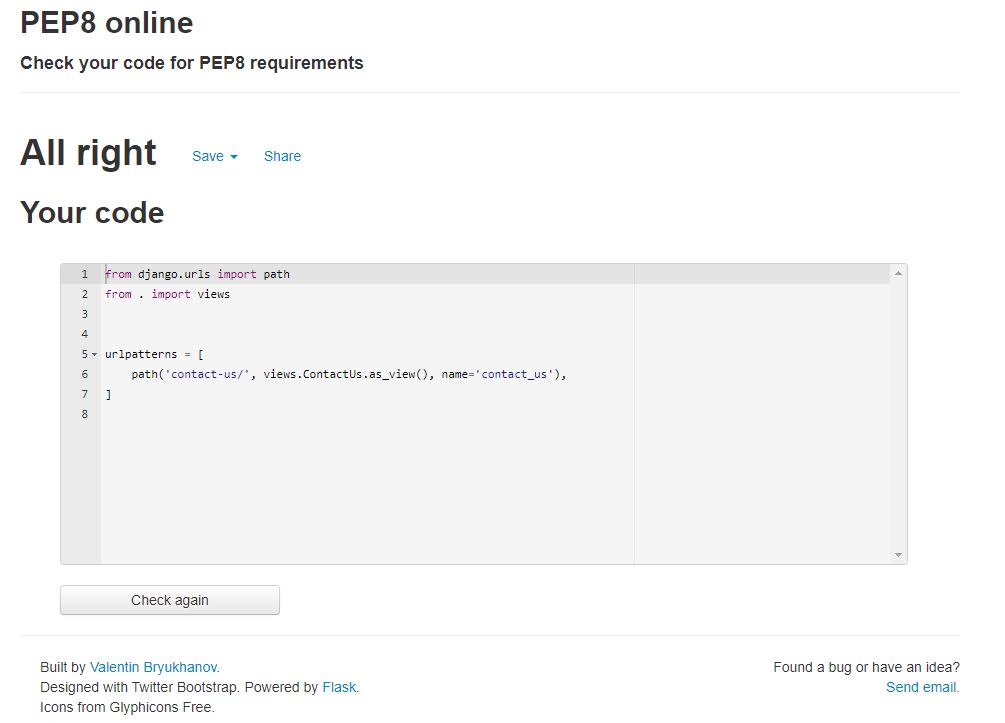 PEP8 online
Check your code for PEP8 requirements
All right Save Share
Your code
1 from django.urls import path
2 from . import views
3
4
5 urlpatterns = [
6     path('contact-us/', views.ContactUs.as_view(), name='contact_us'),
7 ]
8
Check again
Built by Valentin Bryukhanov. Found a bug or have an idea?
Designed with Twitter Bootstrap. Powered by Flask. Send email.
Icons from Glyphicons Free.